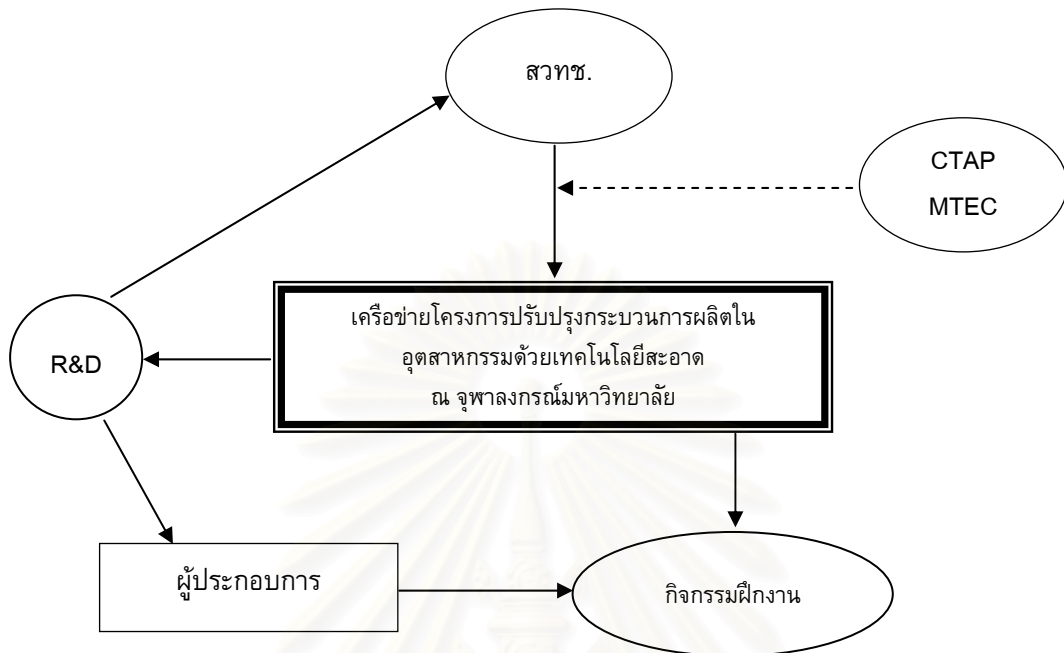 สวทช.
CTAP
MTEC
เครือข่ายโครงการปรับปรุงกระบวนการผลิตใน
อุตสาหกรรมด้วยเทคโนโลยีสะอาด
ณ จุฬาลงกรณ์มหาวิทยาลัย
R&D
ผู้ประกอบการ
กิจกรรมฝึกงาน